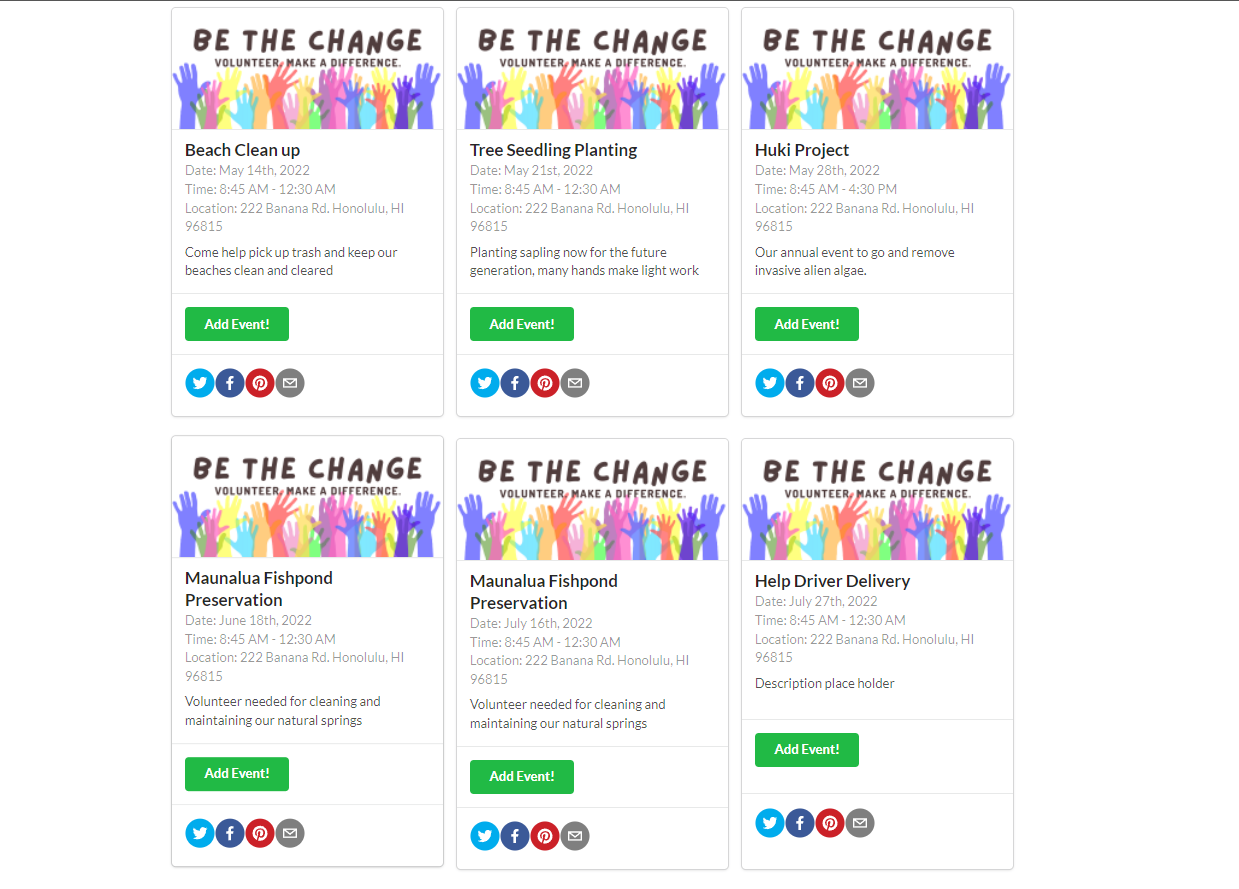 BE THE CHANGE
VOLUNTEER. MAKE A DIFFERENCE.
Beach Clean up
Date: May 14th, 2022
Time: 8:45 AM - 12:30 AM
Location: 222 Banana Rd. Honolulu, HI
96815
Come help pick up trash and keep our
beaches clean and cleared
Add Event!
BE THE CHANGE
VOLUNTEER. MAKE A DIFFERENCE.
Tree Seedling Planting
Date: May 21st, 2022
Time: 8:45 AM - 12:30 AM
Location: 222 Banana Rd. Honolulu, HI
96815
Planting sapling now for the future
generation, many hands make light work
Add Event!
BE THE CHANGE
VOLUNTEER. MAKE A DIFFERENCE.
Huki Project
Date: May 28th, 2022
Time: 8:45 AM - 4:30 PM
Location: 222 Banana Rd. Honolulu, HI
96815
Our annual event to go and remove
invasive alien algae.
Add Event!
BE THE CHANGE
VOLUNTEER. MAKE A DIFFERENCE.
Maunalua Fishpond
Preservation
Date: June 18th, 2022
Time: 8:45 AM - 12:30 AM
Location: 222 Banana Rd. Honolulu, HI
96815
Volunteer needed for cleaning and
maintaining our natural springs
Add Event!
BE THE CHANGE
VOLUNTEER. MAKE A DIFFERENCE.
Maunalua Fishpond
Preservation
Date: July 16th, 2022
Time: 8:45 AM - 12:30 AM
Location: 222 Banana Rd. Honolulu, HI
96815
Volunteer needed for cleaning and
maintaining our natural springs
Add Event!
BE THE CHANGE
VOLUNTEER. MAKE A DIFFERENCE.
Help Driver Delivery
Date: July 27th, 2022
Time: 8:45 AM - 12:30 AM
Location: 222 Banana Rd. Honolulu, HI
96815
Description place holder
Add Event!